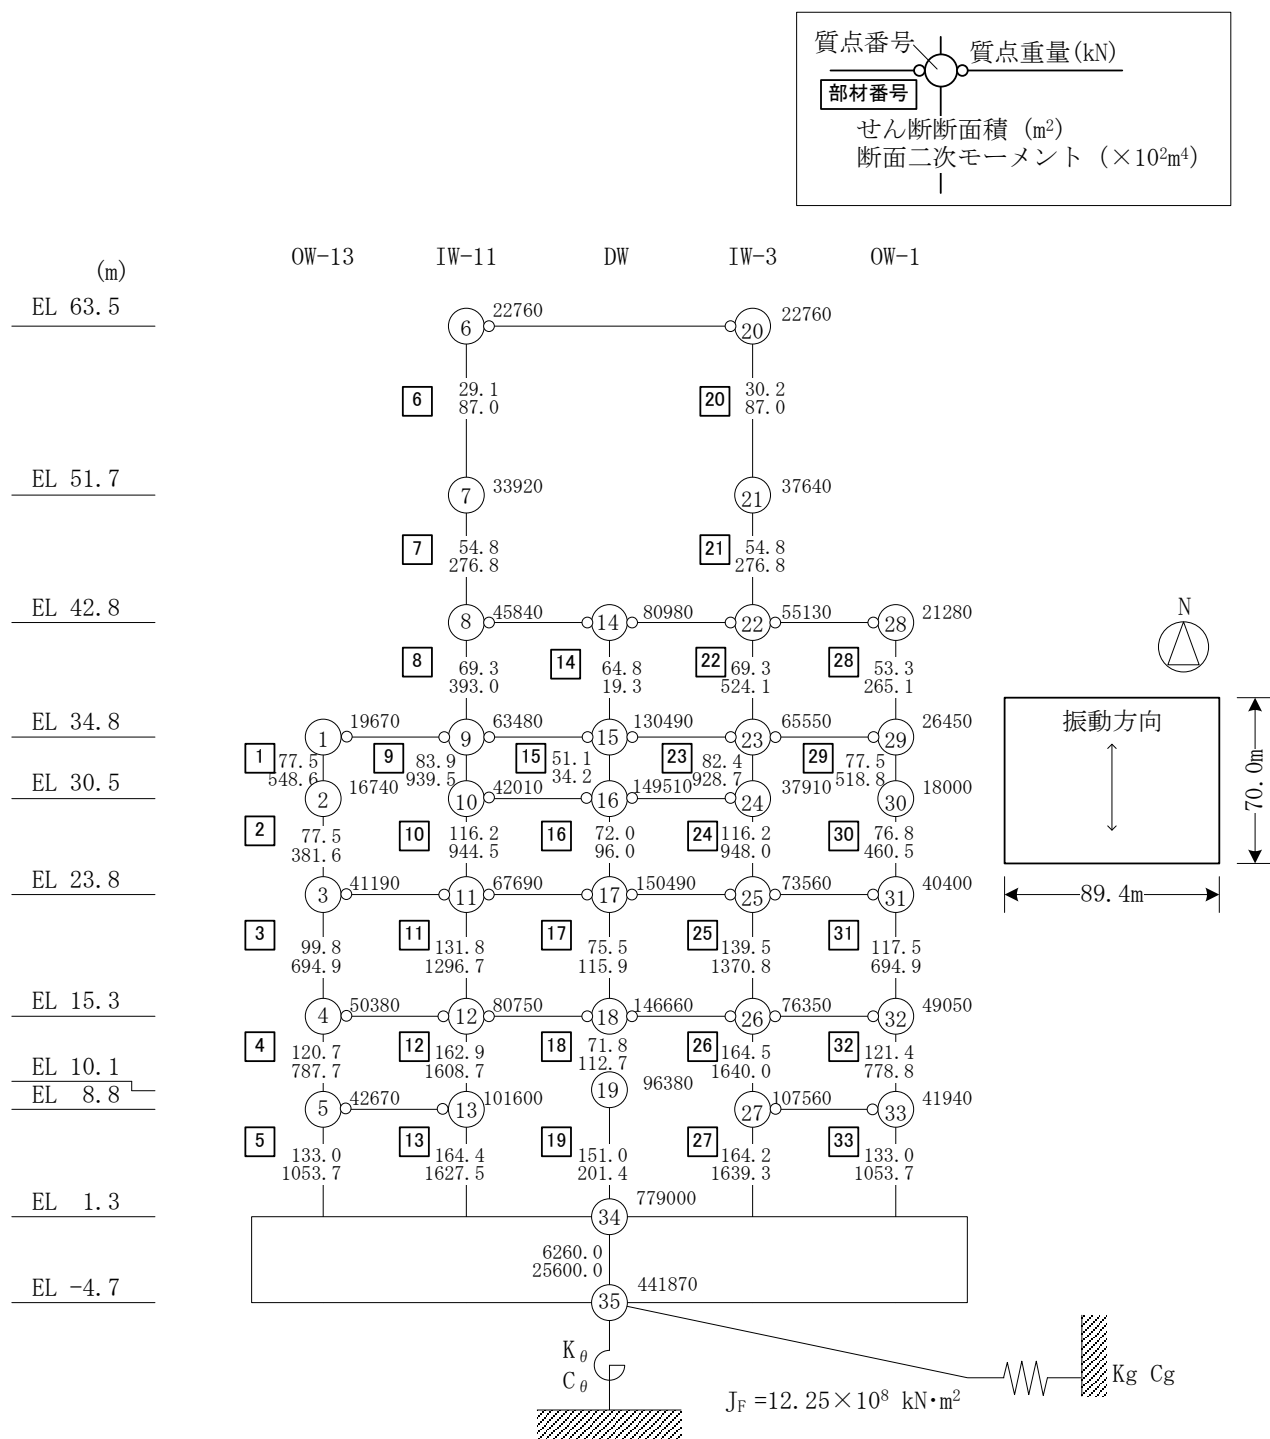 質点番号
質点重量(kN)
部材番号
せん断断面積 (m²)
断面二次モーメント (×10²m⁴)
OW-13 IW-11 DW IW-3 OW-1
(m)
EL 63.5
6 22760 20 22760
6 29.1 20 30.2
87.0 87.0
EL 51.7
7 33920 21 37640
7 54.8 21 54.8
276.8 276.8
EL 42.8
8 45840 14 80980 22 55130 28 21280
8 69.3 14 64.8 22 69.3 28 53.3
393.0 19.3 524.1 265.1
EL 34.8
1 19670 9 63480 15 130490 23 65550 29 26450
1 77.5 9 83.9 15 51.1 23 82.4 29 77.5
548.6 939.5 34.2 928.7 518.8
EL 30.5
2 16740 10 42010 16 149510 24 37910 30 18000
2 77.5 10 116.2 16 72.0 24 116.2 30 76.8
381.6 944.5 96.0 948.0 460.5
EL 23.8
3 41190 11 67690 17 150490 25 73560 31 40400
3 99.8 11 131.8 17 75.5 25 139.5 31 117.5
694.9 1296.7 115.9 1370.8 694.9
EL 15.3
4 50380 12 80750 18 146660 26 76350 32 49050
4 120.7 12 162.9 18 71.8 26 164.5 32 121.4
787.7 1608.7 112.7 1640.0 778.8
EL 10.1
19 96380
EL 8.8
5 42670 13 101600 27 107560 33 41940
5 133.0 13 164.4 19 151.0 27 164.2 33 133.0
1053.7 1627.5 201.4 1639.3 1053.7
EL 1.3
34 779000
6260.0
25600.0
EL -4.7
35 441870
Kθ
Cθ
Kg Cg
JF =12.25×10⁸ kN·m²
N
振動方向
70.0m
89.4m